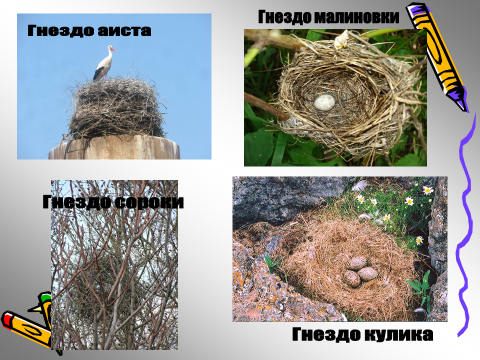 Гнездо аиста
Гнездо малиновки
Гнездо сороки
Гнездо кулика